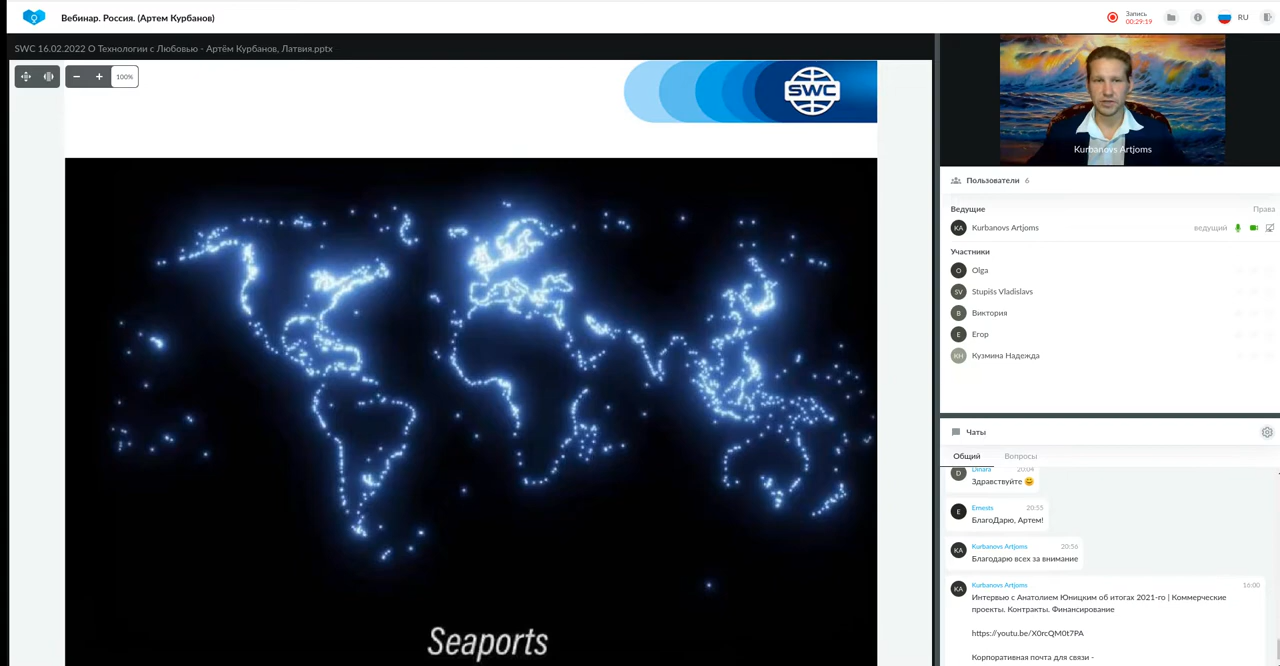 Вебинар. Россия. (Артем Курбанов)
Запись
00:29:19
RU
SWC 16.02.2022 О Технологии с Любовью - Артём Курбанов, Латвия.pptx
100%
SWC
Seaports
Kurbanovs Artjoms
Пользователи 6
Ведущие Права
KA Kurbanovs Artjoms ведущий
Участники
O Olga
SV Stupišs Vladislavs
В Виктория
Е Егор
КН Кузмина Надежда
Чаты
Общий Вопросы
Dinara 20:04
D Здравствуйте 😊
Ernests 20:55
E БлагоДарю, Артем!
Kurbanovs Artjoms 20:56
KA Благодарю всех за внимание
Kurbanovs Artjoms 16:00
KA Интервью с Анатолием Юницким об итогах 2021-го | Коммерческие
проекты. Контракты. Финансирование
https://youtu.be/X0rcQM0t7PA
Корпоративная почта для связи -